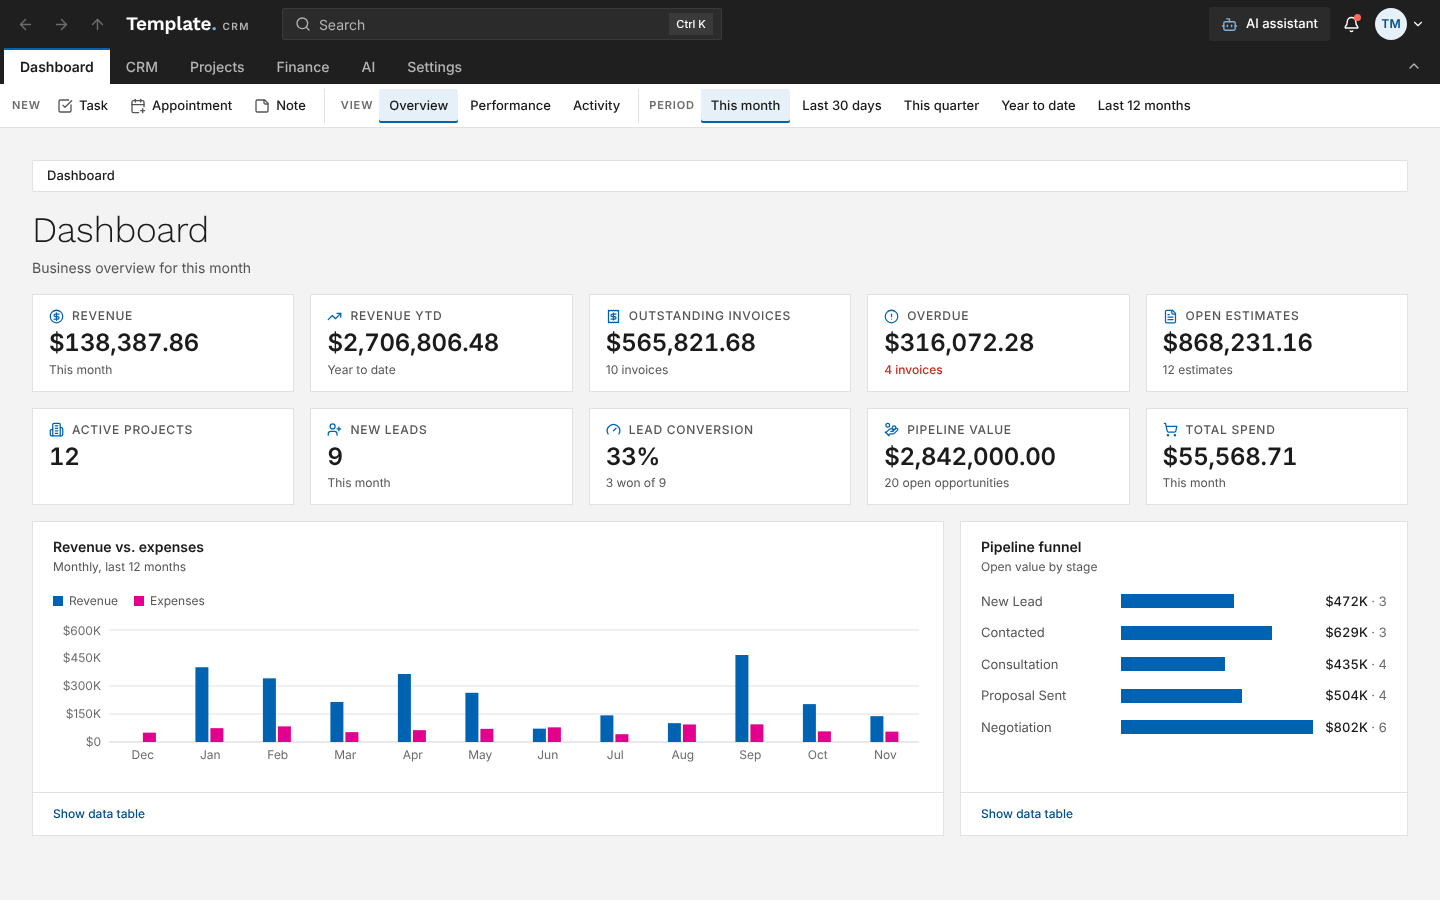 Template. CRM
Search
Ctrl K
AI assistant
TM
Dashboard CRM Projects Finance AI Settings
NEW Task Appointment Note VIEW Overview Performance Activity PERIOD This month Last 30 days This quarter Year to date Last 12 months
Dashboard
Dashboard
Business overview for this month
REVENUE
$138,387.86
This month
REVENUE YTD
$2,706,806.48
Year to date
OUTSTANDING INVOICES
$565,821.68
10 invoices
OVERDUE
$316,072.28
4 invoices
OPEN ESTIMATES
$868,231.16
12 estimates
ACTIVE PROJECTS
12
NEW LEADS
9
This month
LEAD CONVERSION
33%
3 won of 9
PIPELINE VALUE
$2,842,000.00
20 open opportunities
TOTAL SPEND
$55,568.71
This month
Revenue vs. expenses
Monthly, last 12 months
Revenue Expenses
$600K
$450K
$300K
$150K
$0
Dec Jan Feb Mar Apr May Jun Jul Aug Sep Oct Nov
Show data table
Pipeline funnel
Open value by stage
New Lead $472K · 3
Contacted $629K · 3
Consultation $435K · 4
Proposal Sent $504K · 4
Negotiation $802K · 6
Show data table